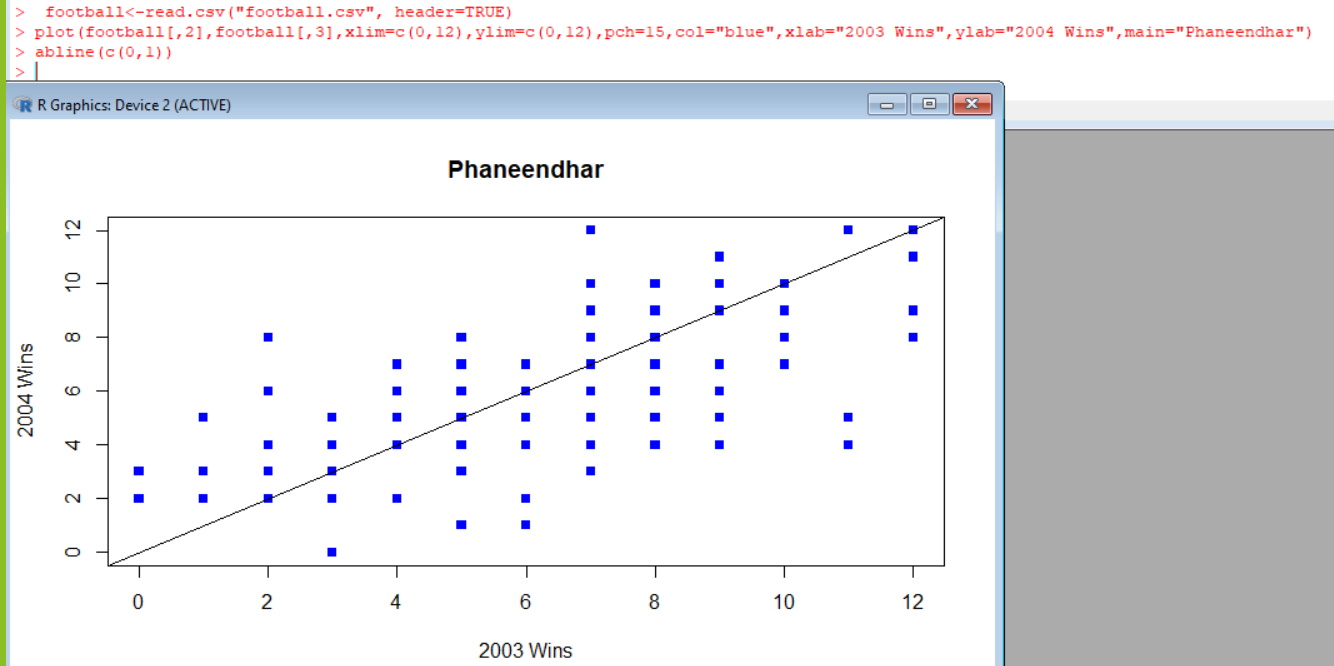 >  football<-read.csv("football.csv", header=TRUE)
> plot(football[,2],football[,3],xlim=c(0,12),ylim=c(0,12),pch=15,col="blue",xlab="2003 Wins",ylab="2004 Wins",main="Phaneendhar")
> abline(c(0,1))
>
R Graphics: Device 2 (ACTIVE)
Phaneendhar
12
10
8
6
4
2
0
2004 Wins
0 2 4 6 8 10 12
2003 Wins